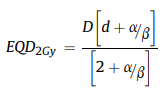 EQD₂Gy = D[d + α/β] / [2 + α/β]